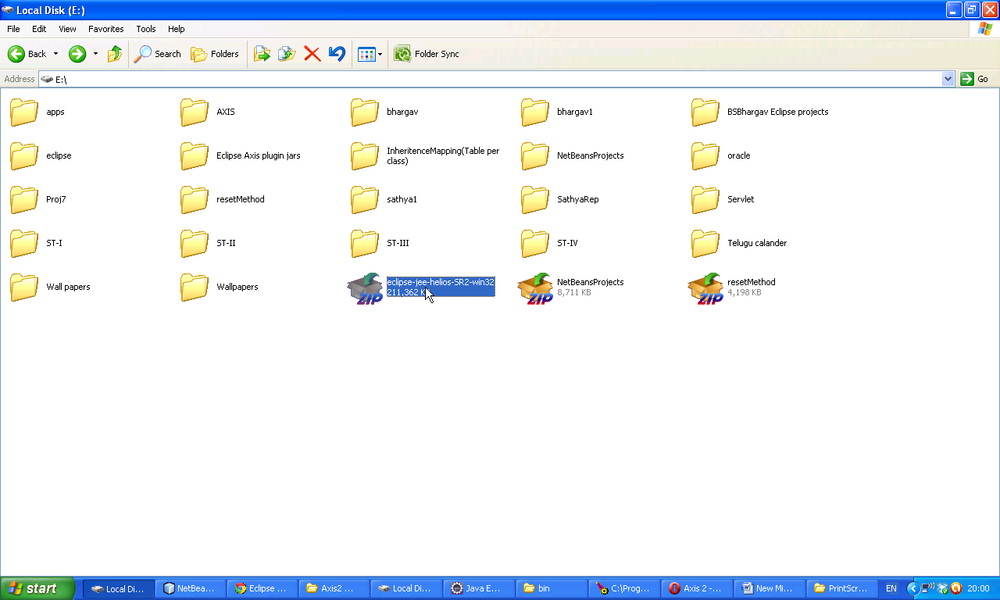 Local Disk (E:)
File Edit View Favorites Tools Help
Back Search Folders Folder Sync
Address E:\ Go
apps AXIS bhargav bhargav1 BSBhargav Eclipse projects
eclipse Eclipse Axis plugin jars InheritenceMapping(Table per
class) NetBeansProjects oracle
Proj7 resetMethod sathya1 SathyaRep Servlet
ST-I ST-II ST-III ST-IV Telugu calander
Wall papers Wallpapers eclipse-jee-helios-SR2-win32 NetBeansProjects resetMethod
211,362 K 8,711 KB 4,198 KB
ZIP ZIP ZIP
start Local Di... NetBea... Eclipse ... Axis2 ... Local Di... Java E... bin C:\Prog... Axis 2 -... New Mi... PrintScr... EN 20:00